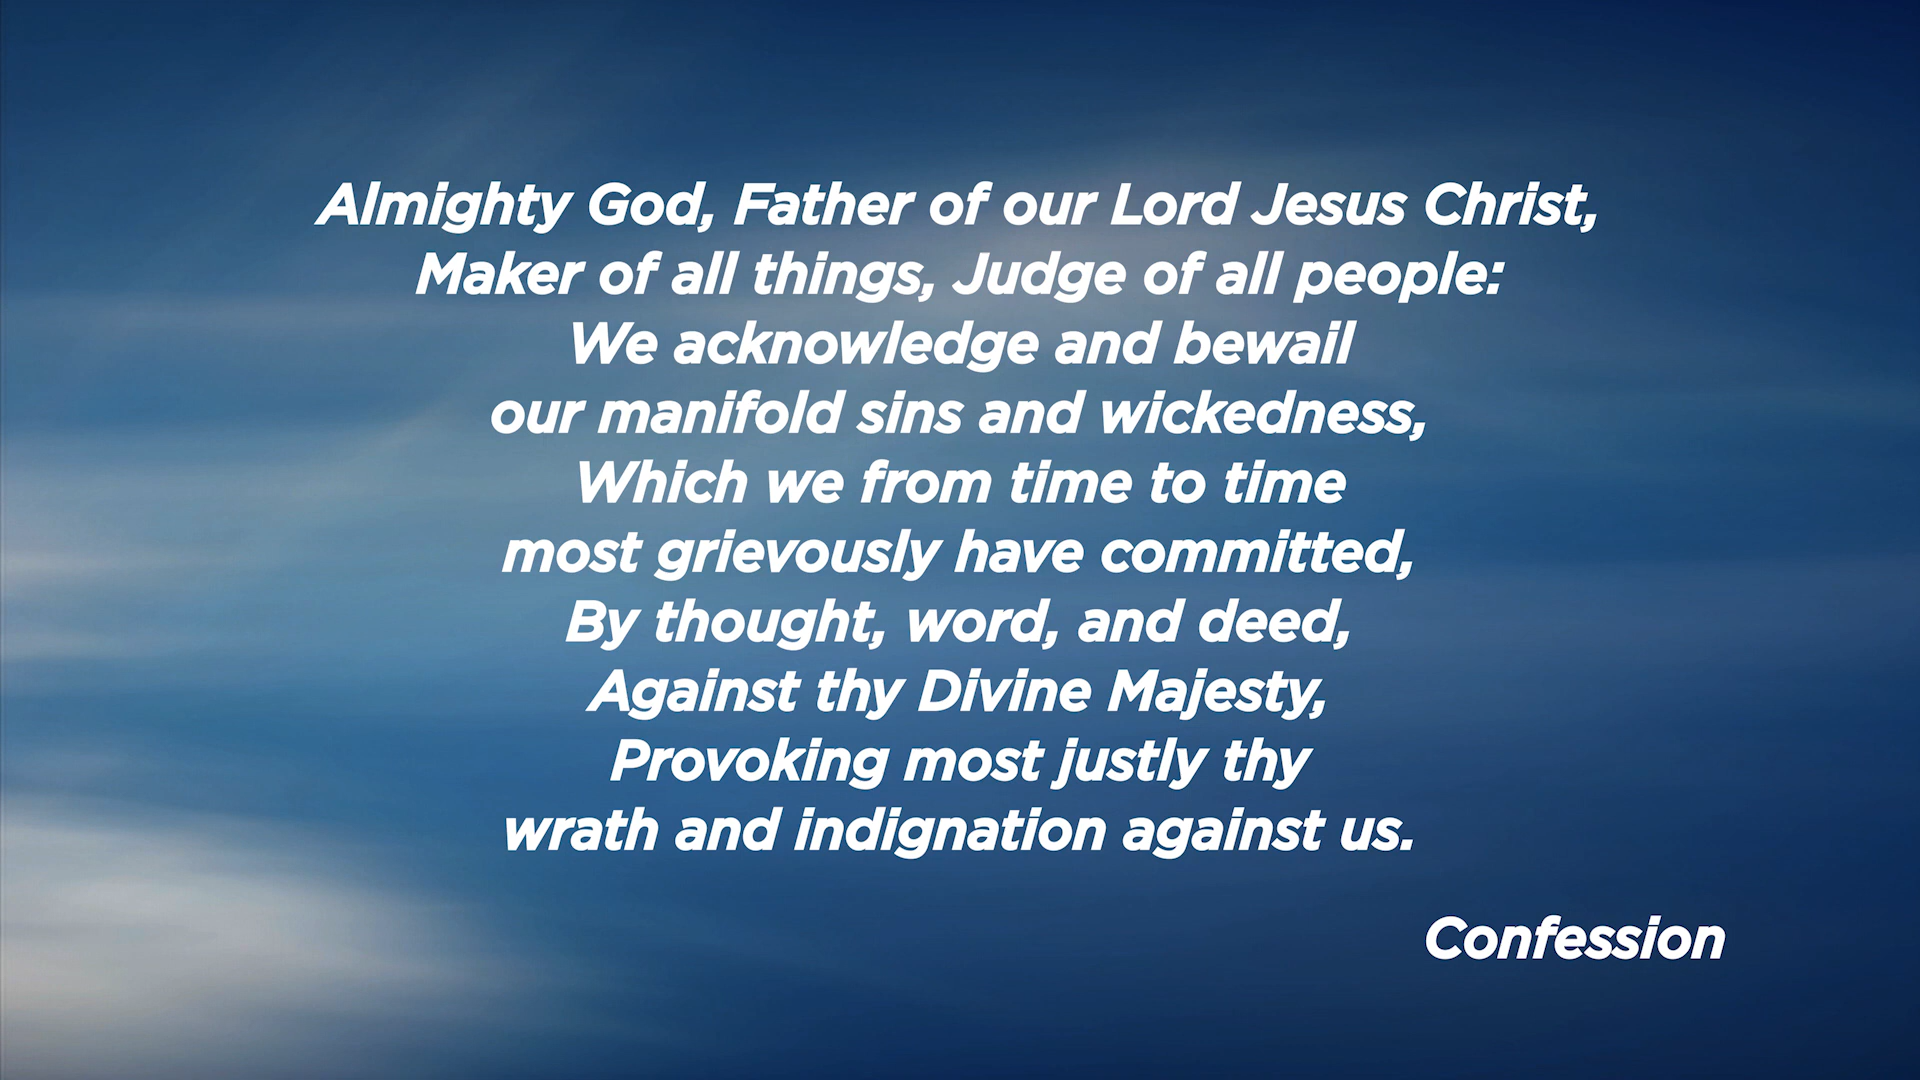 Almighty God, Father of our Lord Jesus Christ,
Maker of all things, Judge of all people:
We acknowledge and bewail
our manifold sins and wickedness,
Which we from time to time
most grievously have committed,
By thought, word, and deed,
Against thy Divine Majesty,
Provoking most justly thy
wrath and indignation against us.
Confession